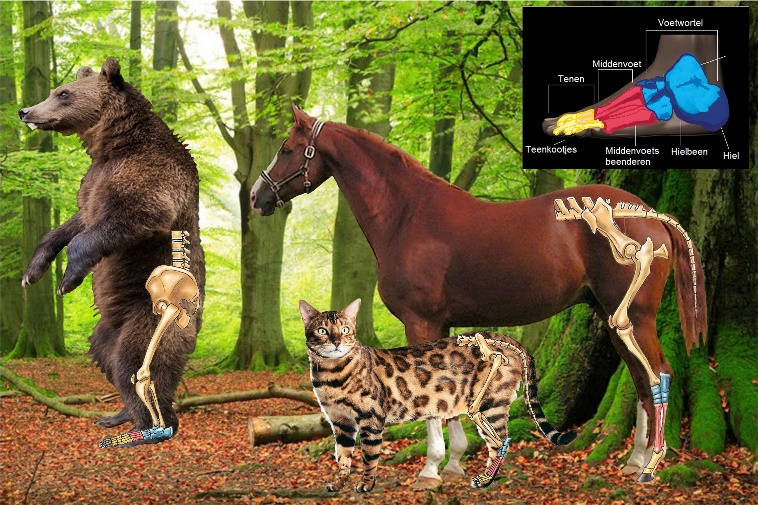 Voetwortel
Middenvoet
Tenen
Teenkootjes
Middenvoets
beenderen
Hielbeen
Hiel